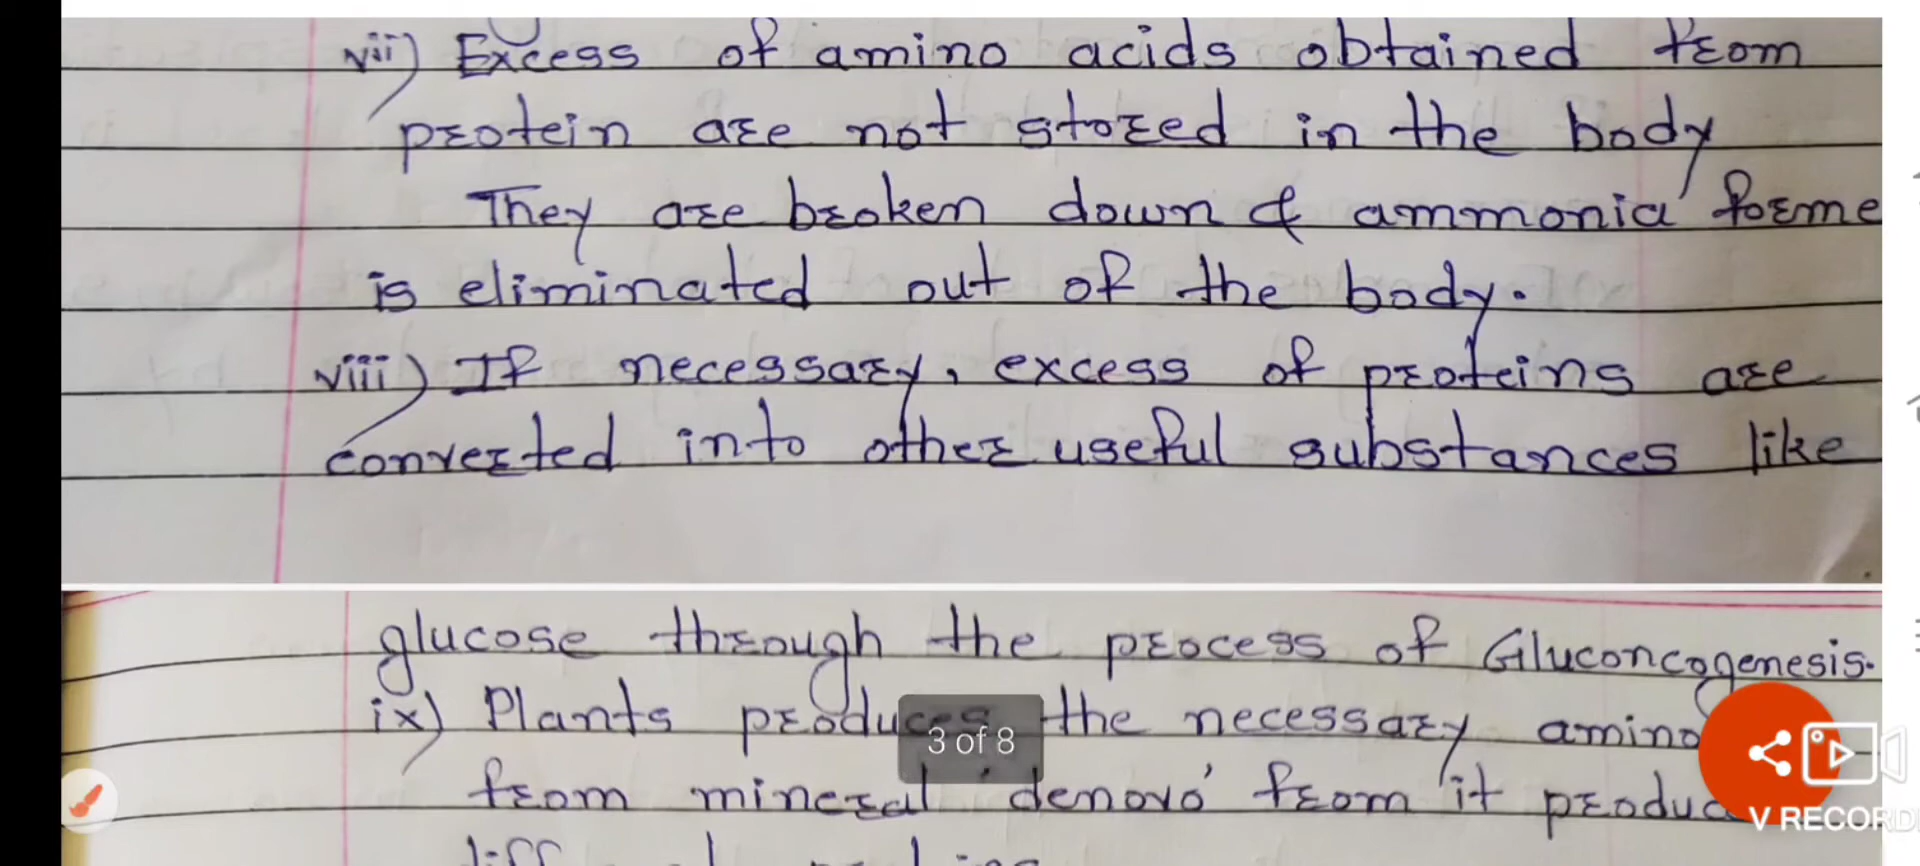 vii) Excess of amino acids obtained from
protein are not stored in the body
They are broken down & ammonia forme
is eliminated out of the body.
viii) If necessary, excess of proteins are
converted into other useful substances like
glucose through the process of Gluconeogenesis.
ix) Plants produces the necessary amino
from mineral 'denovo' from it produc
3 of 8
V RECORD